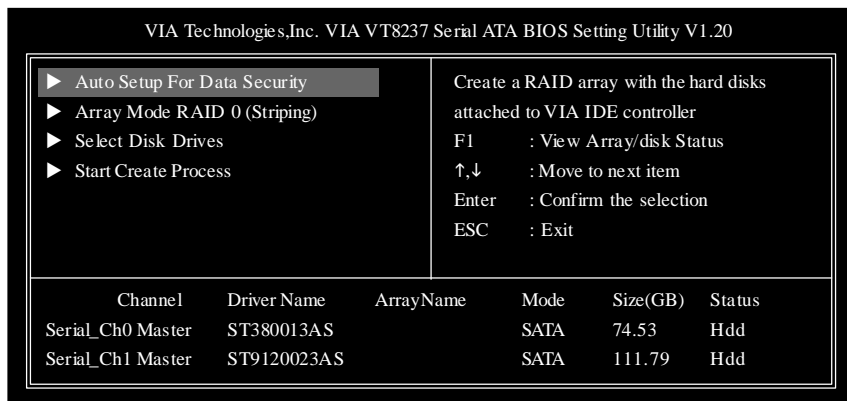 VIA Technologies,Inc. VIA VT8237 Serial ATA BIOS Setting Utility V1.20
▶ Auto Setup For Data Security
▶ Array Mode RAID 0 (Striping)
▶ Select Disk Drives
▶ Start Create Process
Create a RAID array with the hard disks
attached to VIA IDE controller
F1 : View Array/disk Status
↑,↓ : Move to next item
Enter : Confirm the selection
ESC : Exit
Channel Driver Name ArrayName Mode Size(GB) Status
Serial_Ch0 Master ST380013AS SATA 74.53 Hdd
Serial_Ch1 Master ST9120023AS SATA 111.79 Hdd